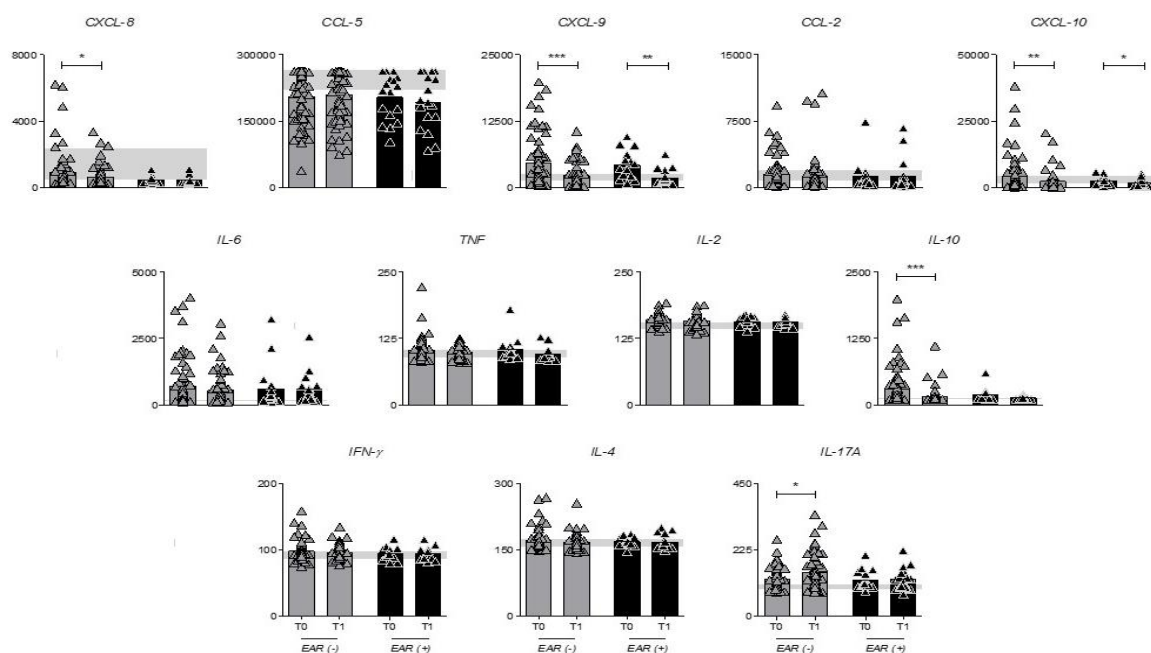 CXCL-8 CCL-5 CXCL-9 CCL-2 CXCL-10
8000 300000 25000 15000 50000
* *** ** ** *
4000 150000 12500 7500 25000
0 0 0 0 0
IL-6 TNF IL-2 IL-10
5000 250 250 2500
***
2500 125 125 1250
0 0 0 0
IFN-γ IL-4 IL-17A
200 300 450
*
100 150 225
0 0 0
T0 T1 T0 T1 T0 T1 T0 T1 T0 T1 T0 T1
EAR (-) EAR (+) EAR (-) EAR (+) EAR (-) EAR (+)